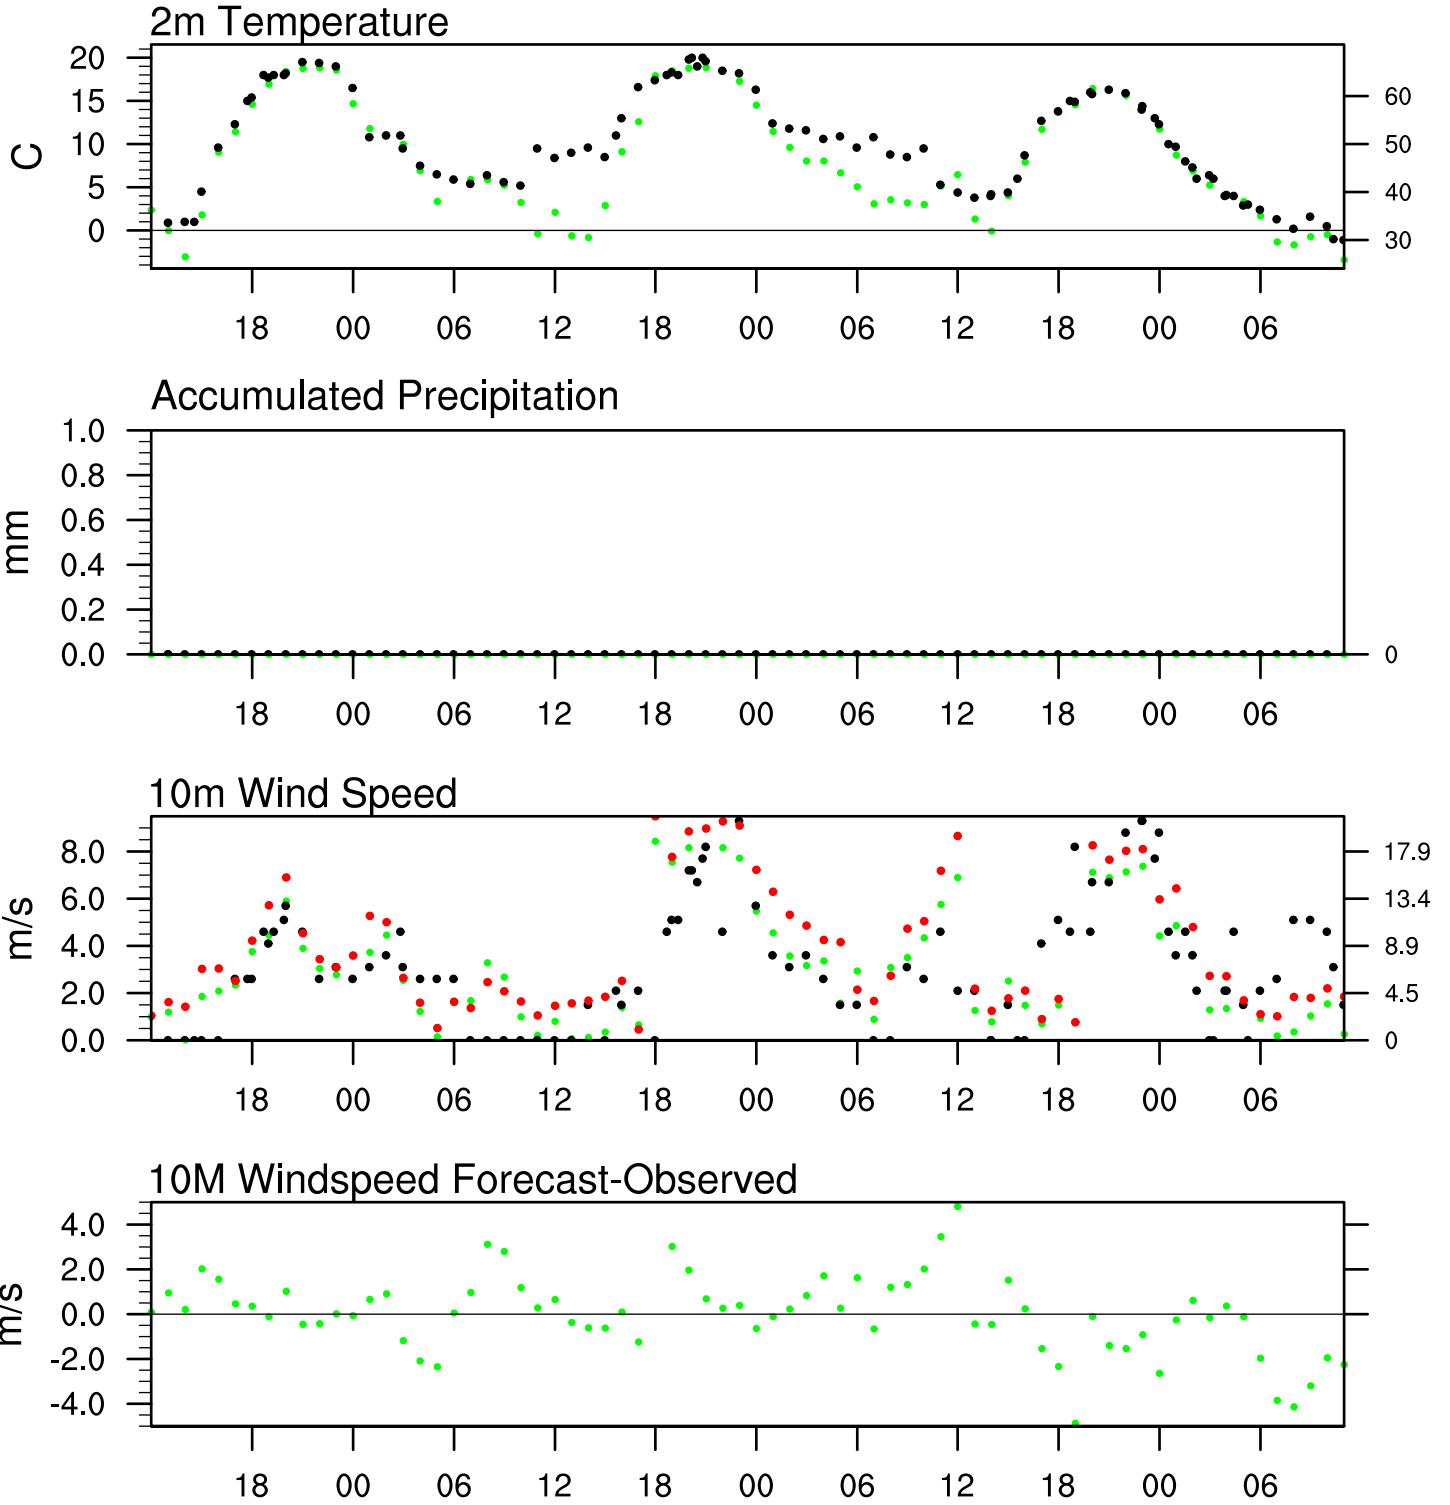 2m Temperature
20
15
10
5
0
C
60
50
40
30
18 00 06 12 18 00 06 12 18 00 06
Accumulated Precipitation
1.0
0.8
0.6
0.4
0.2
0.0
mm
0
18 00 06 12 18 00 06 12 18 00 06
10m Wind Speed
8.0
6.0
4.0
2.0
0.0
m/s
17.9
13.4
8.9
4.5
0
18 00 06 12 18 00 06 12 18 00 06
10M Windspeed Forecast-Observed
4.0
2.0
0.0
-2.0
-4.0
m/s
18 00 06 12 18 00 06 12 18 00 06